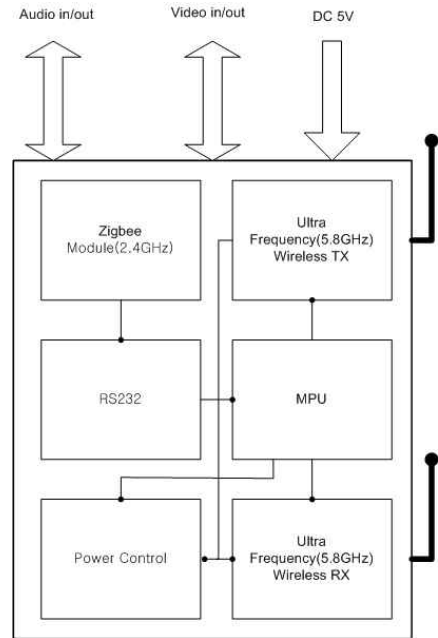 Audio in/out
Video in/out
DC 5V
Zigbee
Module(2.4GHz)
Ultra
Frequency(5.8GHz)
Wireless TX
RS232
MPU
Power Control
Ultra
Frequency(5.8GHz)
Wireless RX